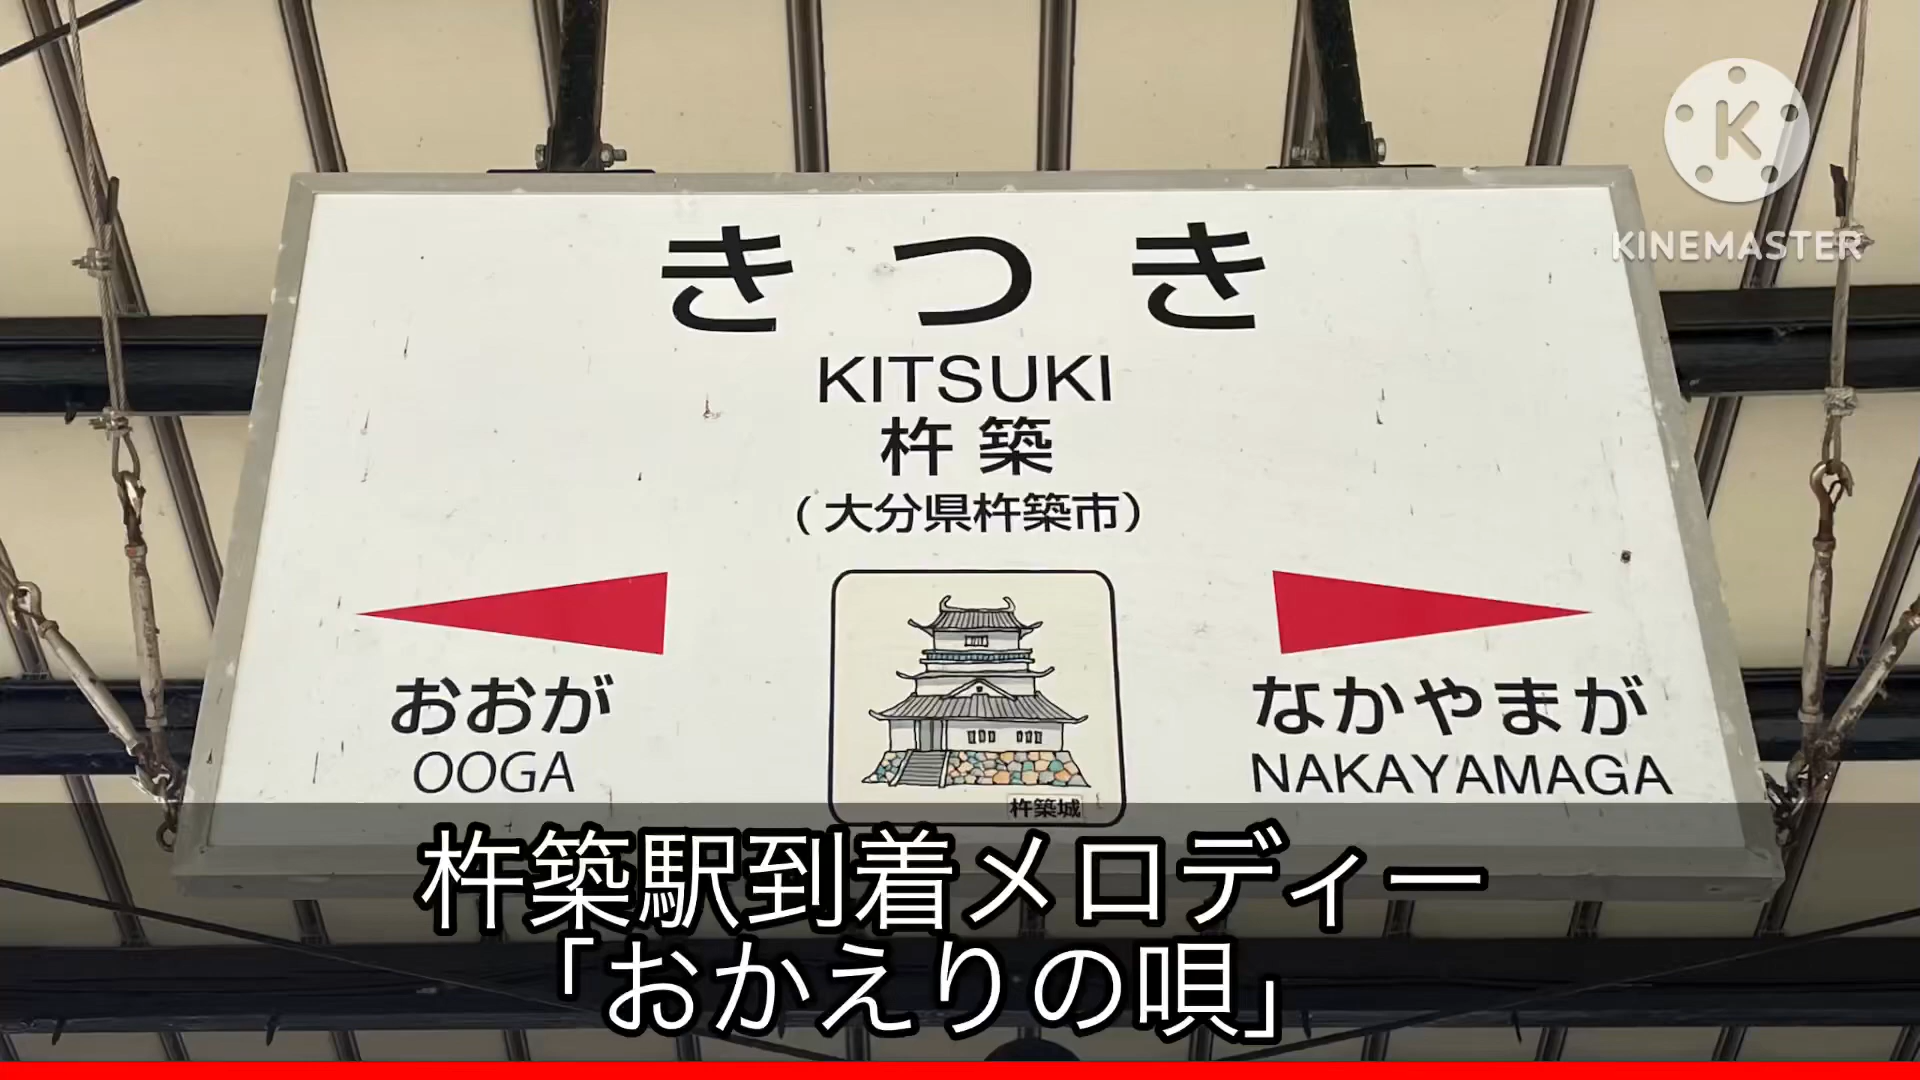 きつき
KITSUKI
杵築
(大分県杵築市)
おおが
OOGA
なかやまが
NAKAYAMAGA
杵築城
杵築駅到着メロディー
「おかえりの唄」
K
KINEMASTER